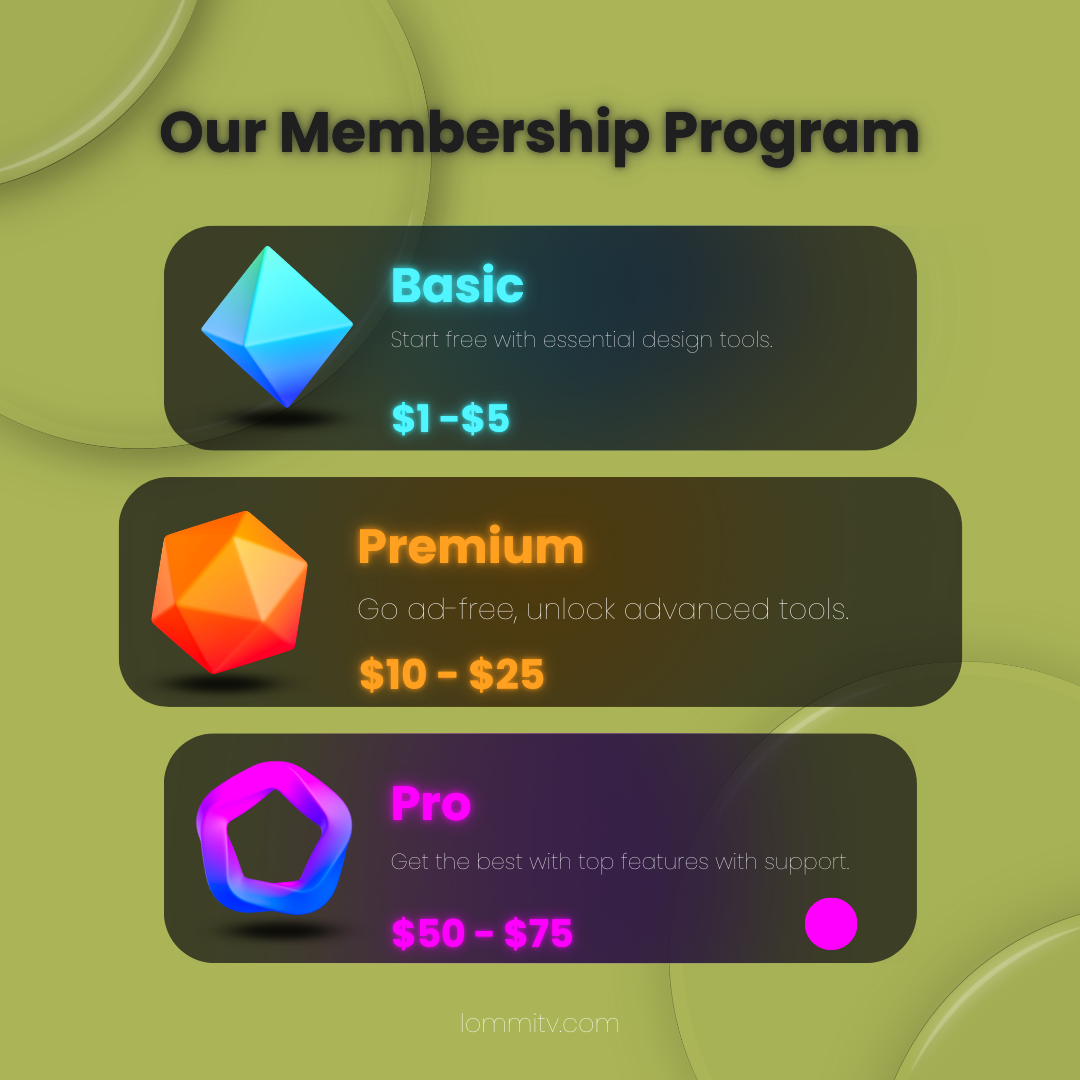 Our Membership Program
Basic
Start free with essential design tools.
$1 -$5
Premium
Go ad-free, unlock advanced tools.
$10 - $25
Pro
Get the best with top features with support.
$50 - $75
lommitv.com